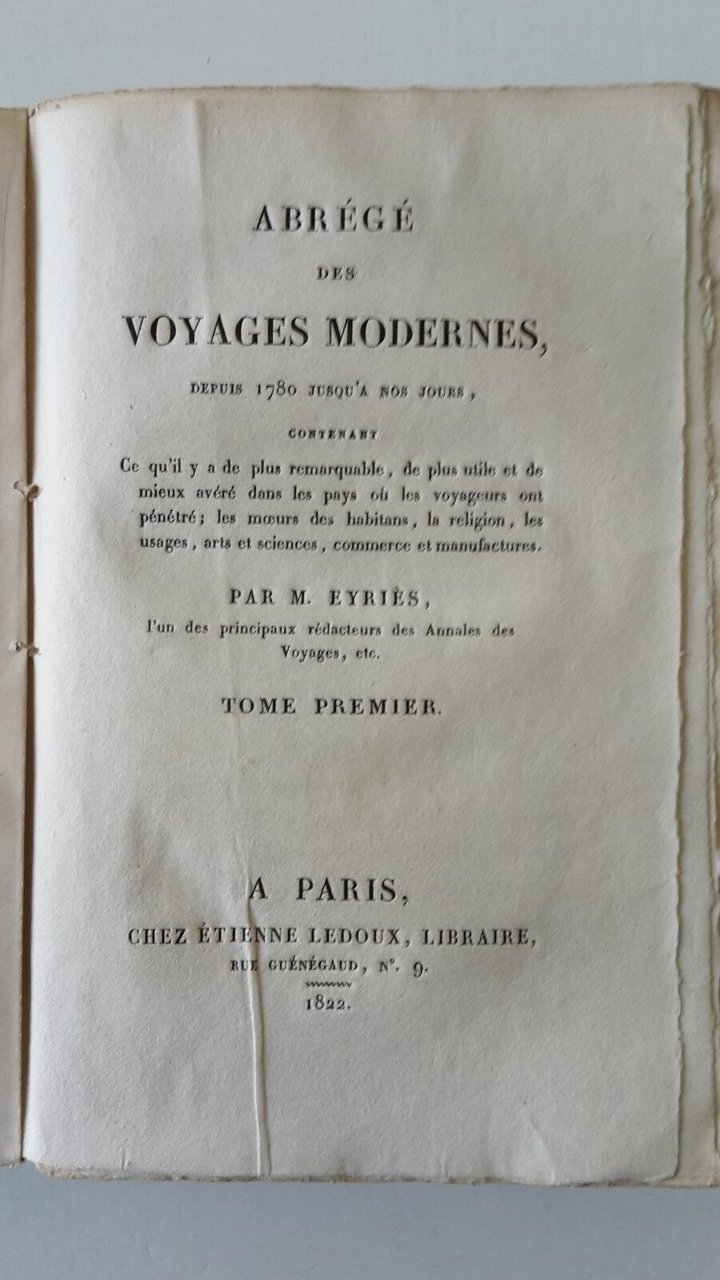 ABRÉGÉ
DES
VOYAGES MODERNES,
DEPUIS 1780 JUSQU'A NOS JOURS,
CONTENANT
Ce qu'il y a de plus remarquable, de plus utile et de
mieux avéré dans les pays où les voyageurs ont
pénétré; les mœurs des habitans, la religion, les
usages, arts et sciences, commerce et manufactures.
PAR M. EYRIÈS,
l'un des principaux rédacteurs des Annales des
Voyages, etc.
TOME PREMIER.
A PARIS,
CHEZ ÉTIENNE LEDOUX, LIBRAIRE,
RUE GUÉNÉGAUD, N°. 9.
1822.